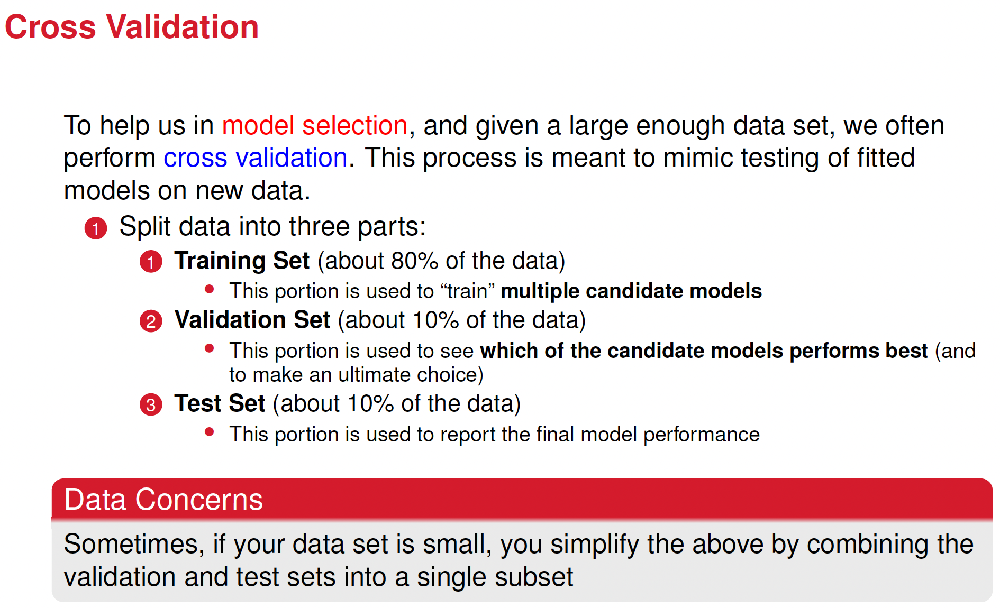 Cross Validation
To help us in model selection, and given a large enough data set, we often
perform cross validation. This process is meant to mimic testing of fitted
models on new data.
1 Split data into three parts:
1 Training Set (about 80% of the data)
• This portion is used to “train” multiple candidate models
2 Validation Set (about 10% of the data)
• This portion is used to see which of the candidate models performs best (and
to make an ultimate choice)
3 Test Set (about 10% of the data)
• This portion is used to report the final model performance
Data Concerns
Sometimes, if your data set is small, you simplify the above by combining the
validation and test sets into a single subset